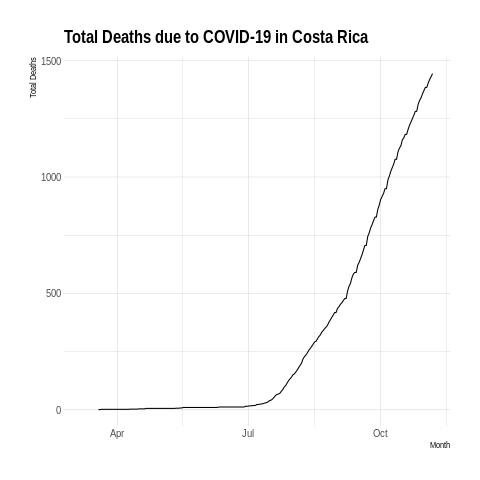 Total Deaths due to COVID-19 in Costa Rica
Total Deaths
1500
1000
500
0
Apr
Jul
Oct
Month